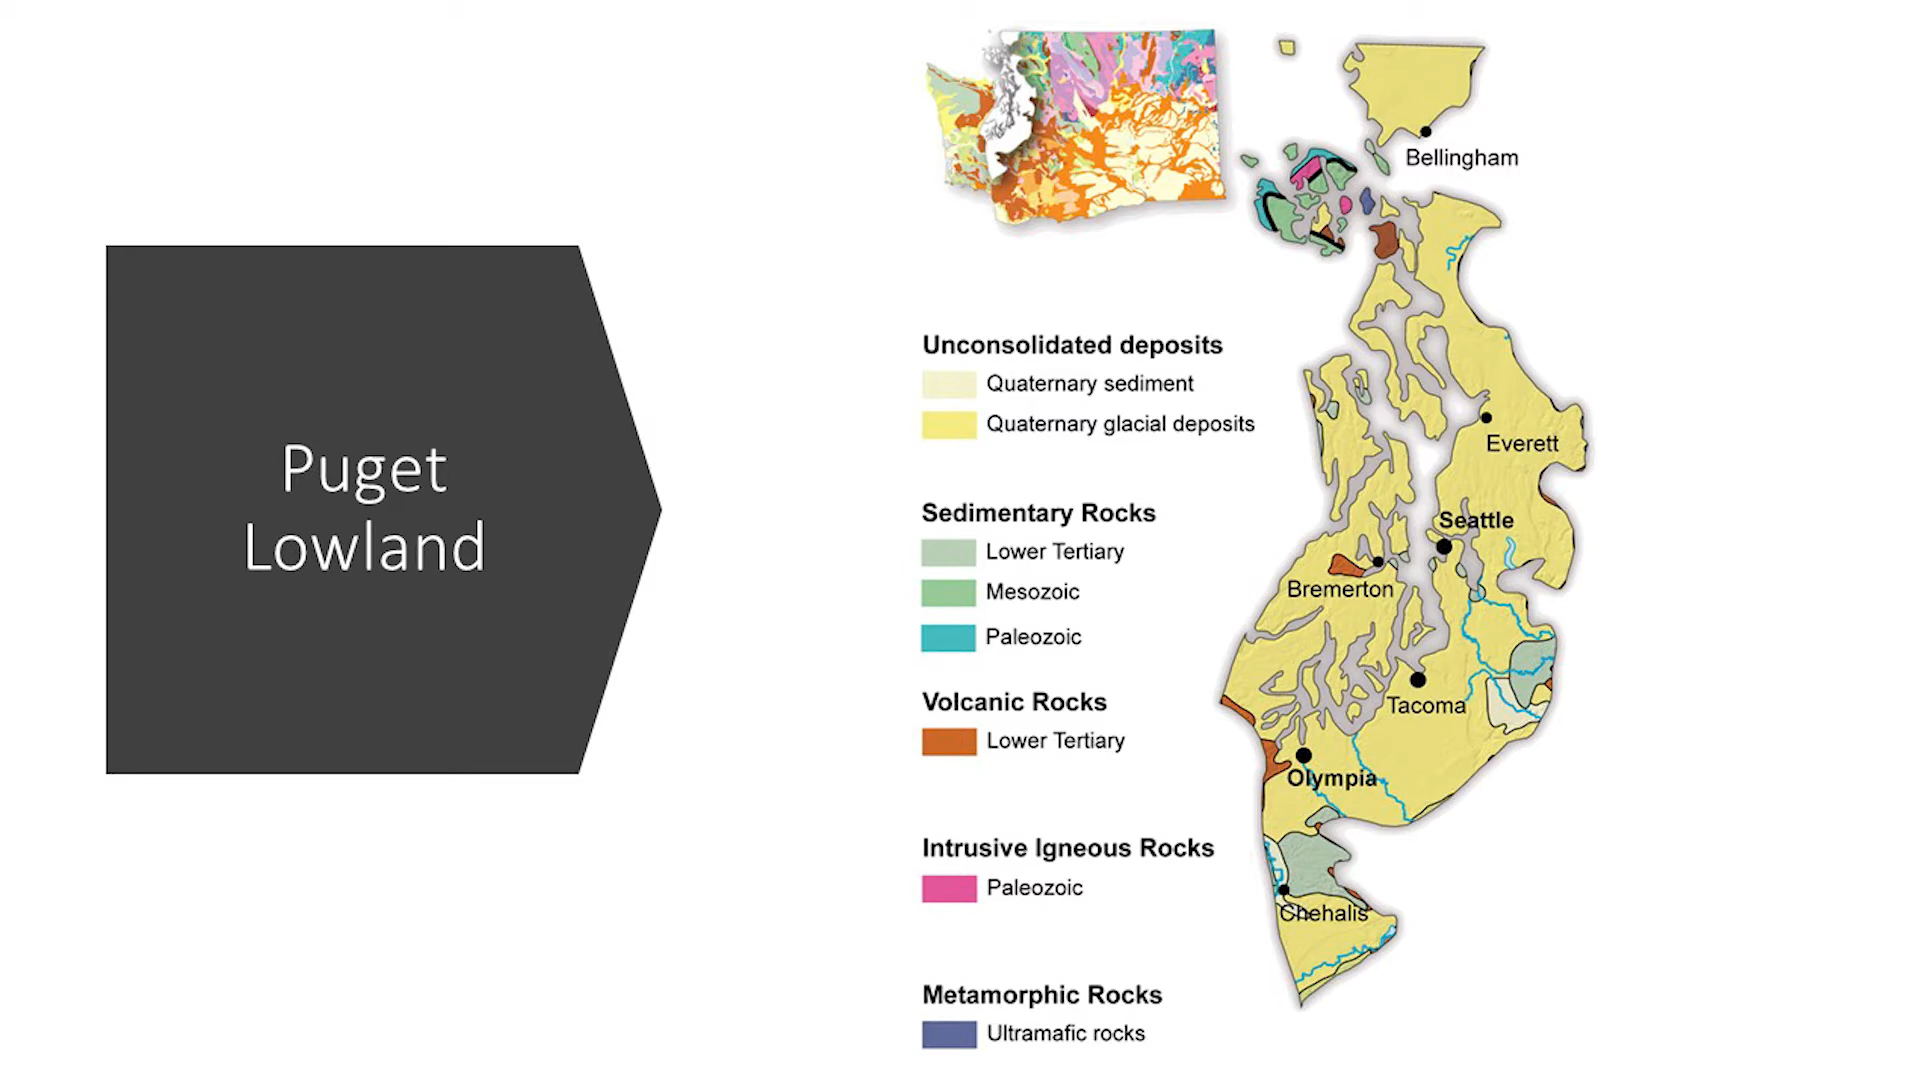 Puget
Lowland
Unconsolidated deposits
Quaternary sediment
Quaternary glacial deposits
Sedimentary Rocks
Lower Tertiary
Mesozoic
Paleozoic
Volcanic Rocks
Lower Tertiary
Intrusive Igneous Rocks
Paleozoic
Metamorphic Rocks
Ultramafic rocks
Bellingham
Everett
Seattle
Bremerton
Tacoma
Olympia
Chehalis